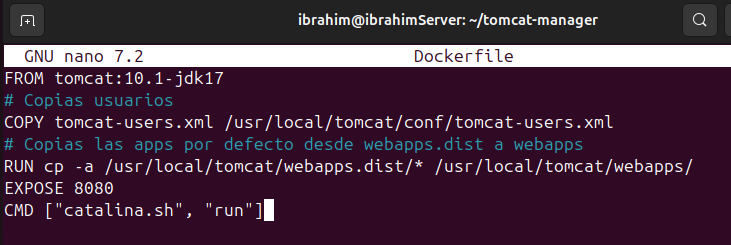 ibrahim@ibrahimServer: ~/tomcat-manager
GNU nano 7.2 Dockerfile
FROM tomcat:10.1-jdk17
# Copias usuarios
COPY tomcat-users.xml /usr/local/tomcat/conf/tomcat-users.xml
# Copias las apps por defecto desde webapps.dist a webapps
RUN cp -a /usr/local/tomcat/webapps.dist/* /usr/local/tomcat/webapps/
EXPOSE 8080
CMD ["catalina.sh", "run"]